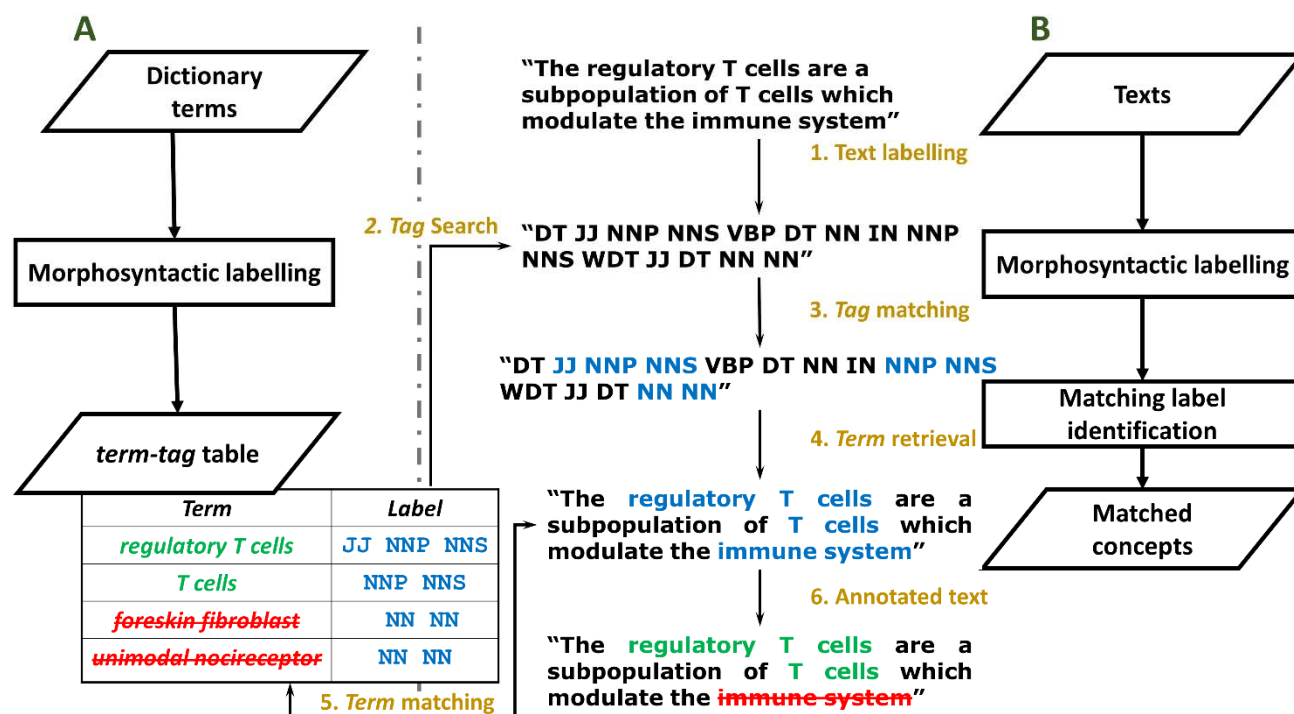 A
Dictionary
terms
Morphosyntactic labelling
term-tag table
Term
Label
regulatory T cells
JJ NNP NNS
T cells
NNP NNS
foreskin fibroblast
NN NN
unimodal nocireceptor
NN NN
"The regulatory T cells are a
subpopulation of T cells which
modulate the immune system"
1. Text labelling
2. Tag Search
"DT JJ NNP NNS VBP DT NN IN NNP
NNS WDT JJ DT NN NN"
3. Tag matching
"DT JJ NNP NNS VBP DT NN IN NNP NNS
WDT JJ DT NN NN"
4. Term retrieval
"The regulatory T cells are a
subpopulation of T cells which
modulate the immune system"
5. Term matching
6. Annotated text
"The regulatory T cells are a
subpopulation of T cells which
modulate the immune system"
B
Texts
Morphosyntactic labelling
Matching label
identification
Matched
concepts